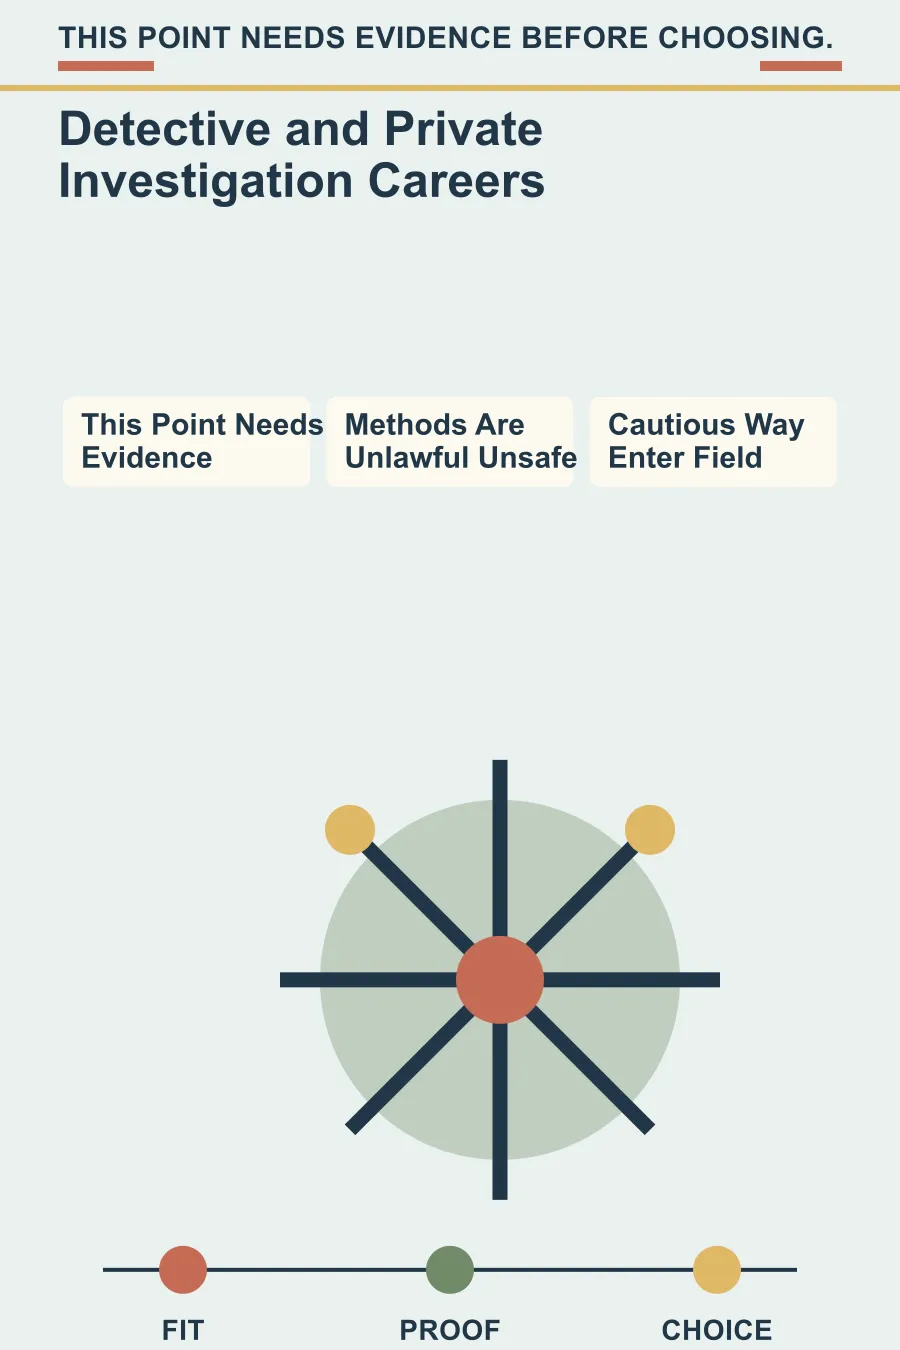 THIS POINT NEEDS EVIDENCE BEFORE CHOOSING.
Detective and Private
Investigation Careers
This Point Needs
Evidence
Methods Are
Unlawful Unsafe
Cautious Way
Enter Field
FIT
PROOF
CHOICE